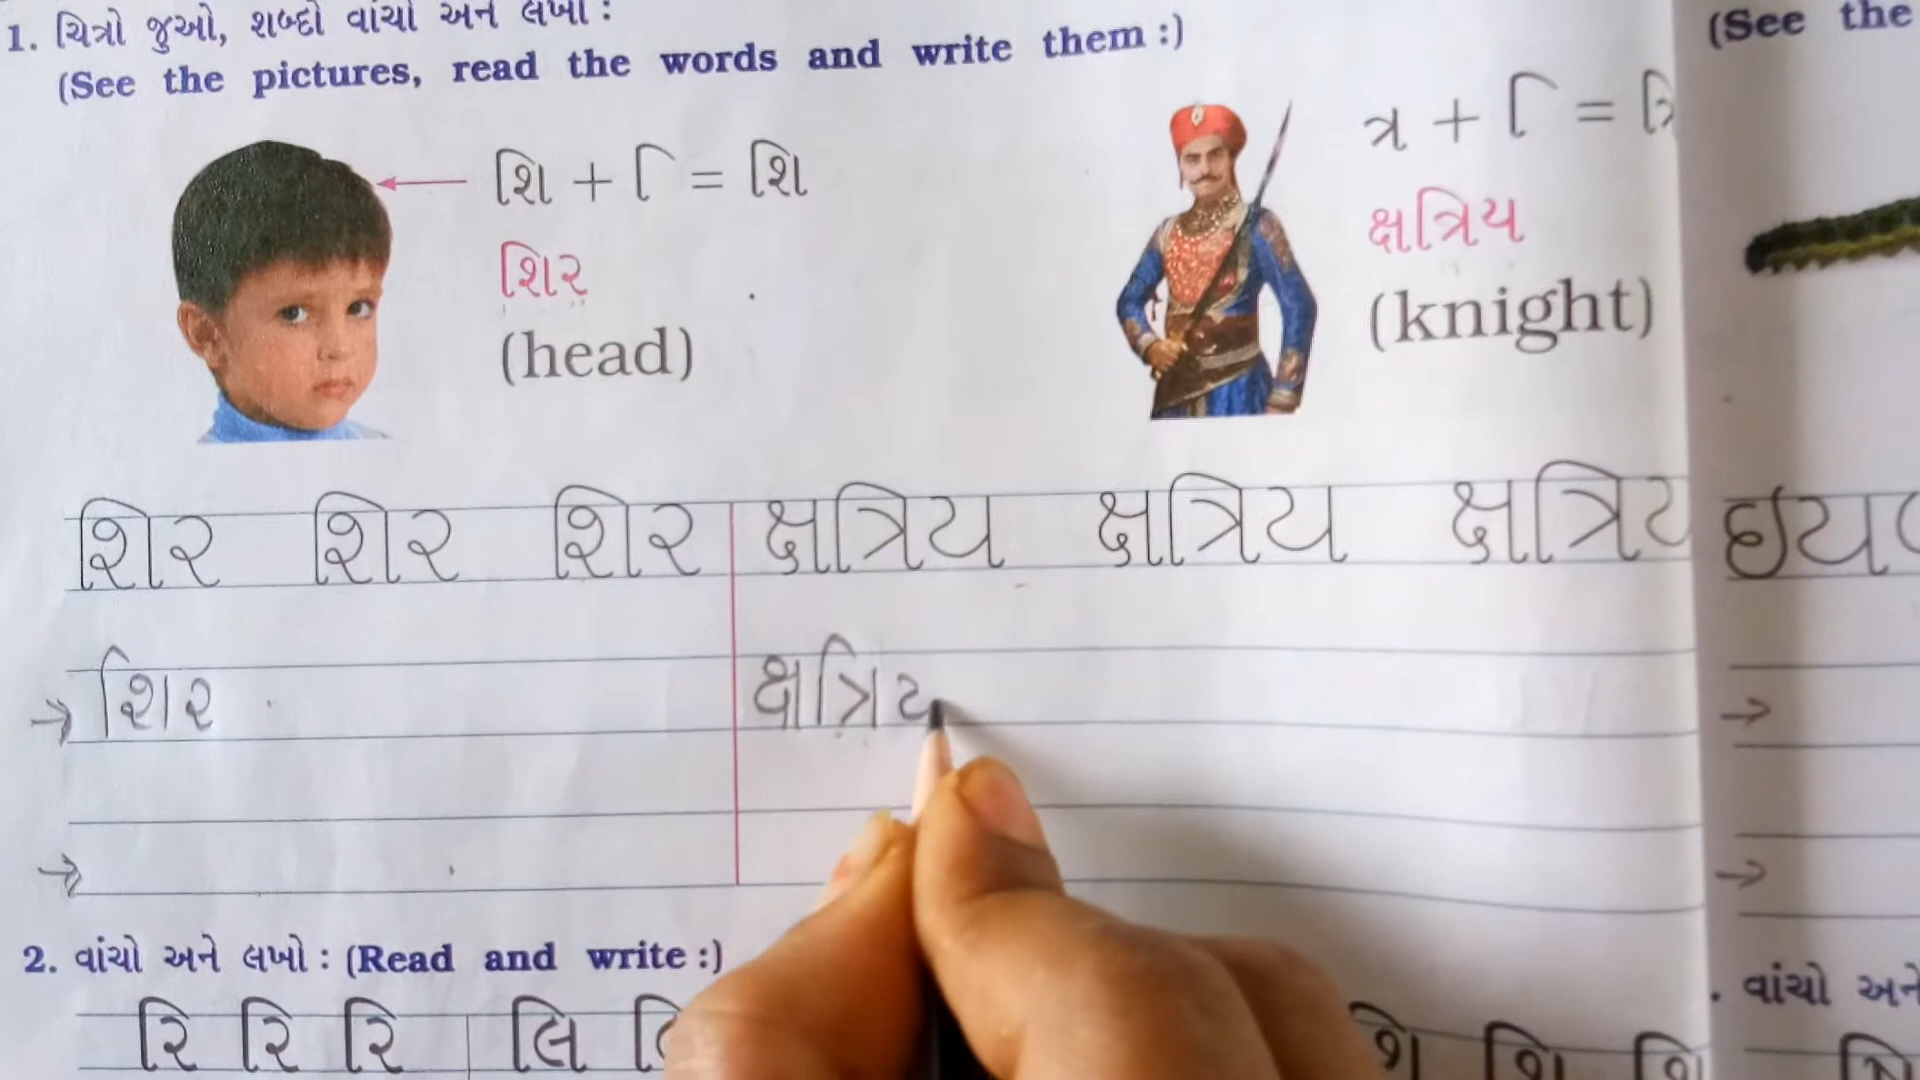 1. ચિત્રો જુઓ, શબ્દો વાંચો અને લખો :
(See the pictures, read the words and write them :)
શિ + િ = શિ
શિર
(head)
ત્ર + િ = ત્રિ
ક્ષત્રિય
(knight)
શિર શિર શિર ક્ષત્રિય ક્ષત્રિય ક્ષત્રિય
→ શિર ક્ષત્રિ
→
2. વાંચો અને લખો : (Read and write :)
રિ રિ રિ લિ
(See the
→
→
વાંચો અને